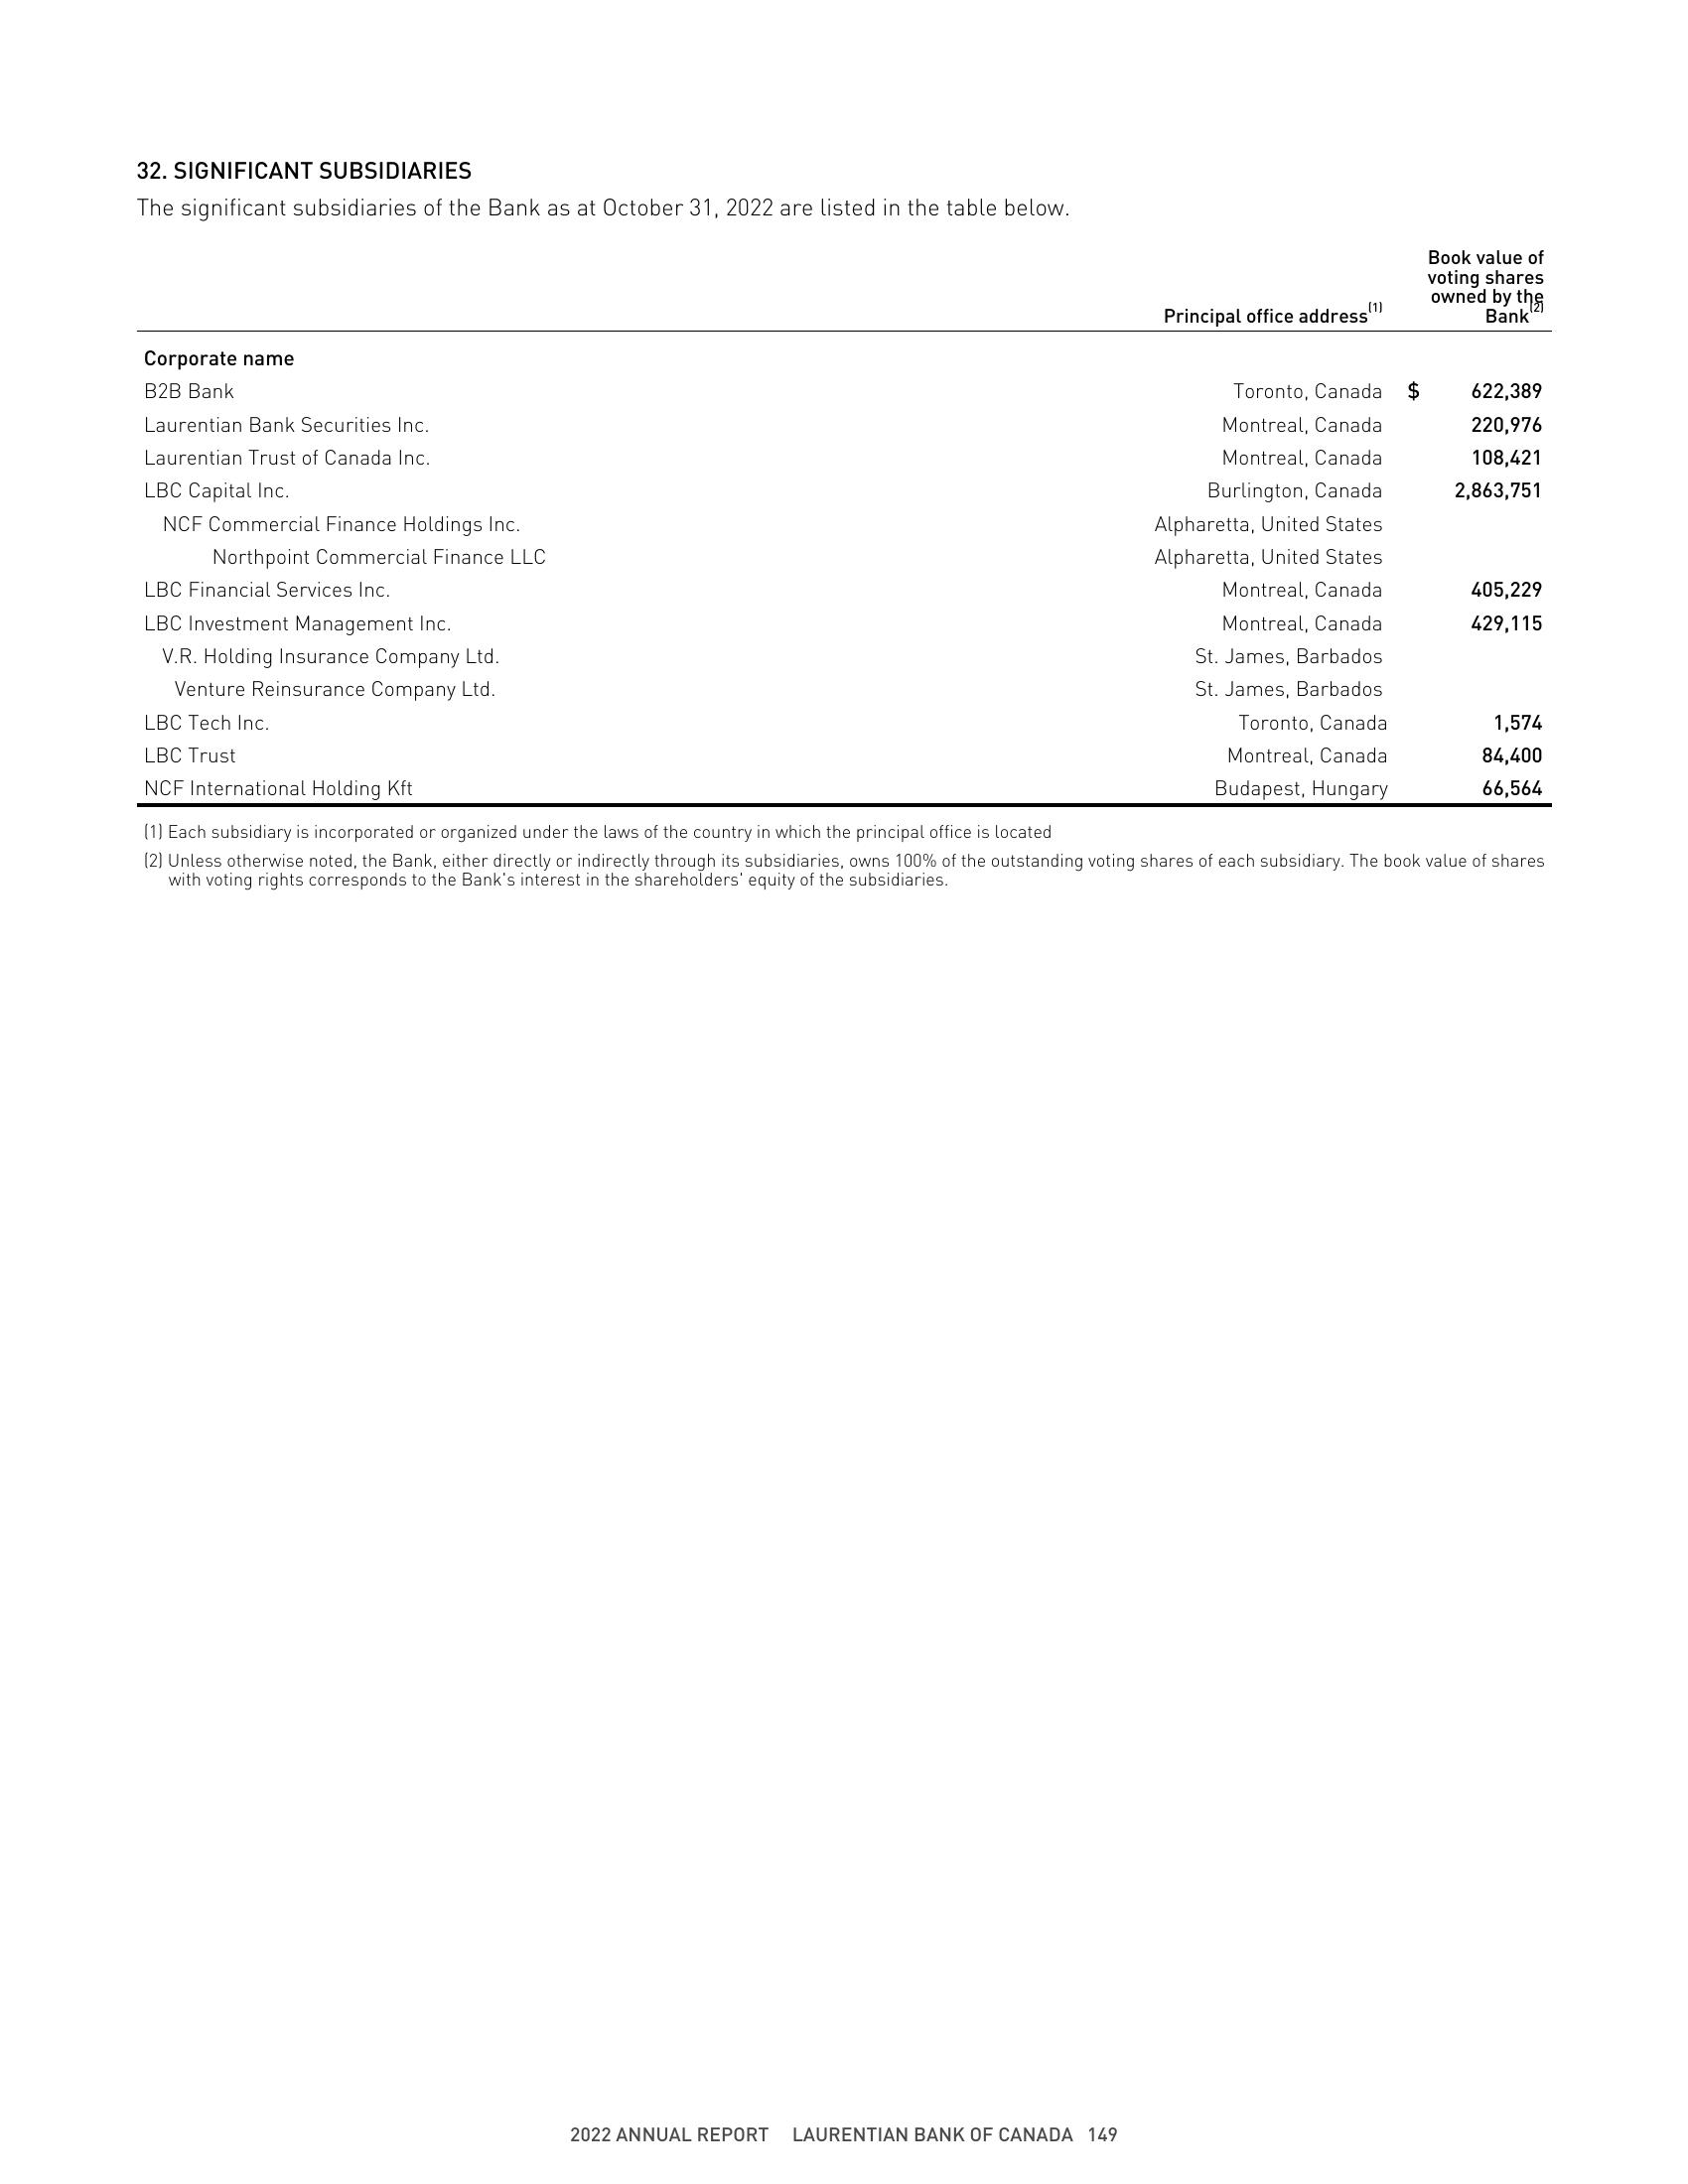 32. SIGNIFICANT SUBSIDIARIES
The significant subsidiaries of the Bank as at October 31, 2022 are listed in the table below.
Principal office address(1) Book value of voting shares owned by the Bank(2)
Corporate name
B2B Bank Toronto, Canada $ 622,389
Laurentian Bank Securities Inc. Montreal, Canada 220,976
Laurentian Trust of Canada Inc. Montreal, Canada 108,421
LBC Capital Inc. Burlington, Canada 2,863,751
NCF Commercial Finance Holdings Inc. Alpharetta, United States
Northpoint Commercial Finance LLC Alpharetta, United States
LBC Financial Services Inc. Montreal, Canada 405,229
LBC Investment Management Inc. Montreal, Canada 429,115
V.R. Holding Insurance Company Ltd. St. James, Barbados
Venture Reinsurance Company Ltd. St. James, Barbados
LBC Tech Inc. Toronto, Canada 1,574
LBC Trust Montreal, Canada 84,400
NCF International Holding Kft Budapest, Hungary 66,564
(1) Each subsidiary is incorporated or organized under the laws of the country in which the principal office is located
(2) Unless otherwise noted, the Bank, either directly or indirectly through its subsidiaries, owns 100% of the outstanding voting shares of each subsidiary. The book value of shares
with voting rights corresponds to the Bank's interest in the shareholders' equity of the subsidiaries.
2022 ANNUAL REPORT LAURENTIAN BANK OF CANADA 149